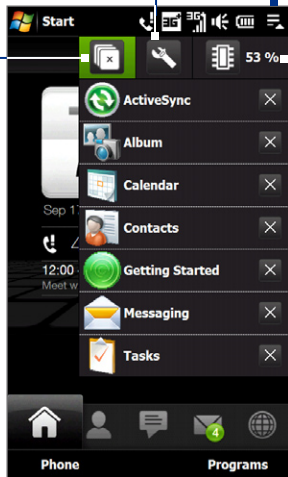 Start
53 %
ActiveSync
Album
Calendar
Sep 17
Contacts
12:00
Getting Started
Meet w
Messaging
Tasks
4
Phone
Programs